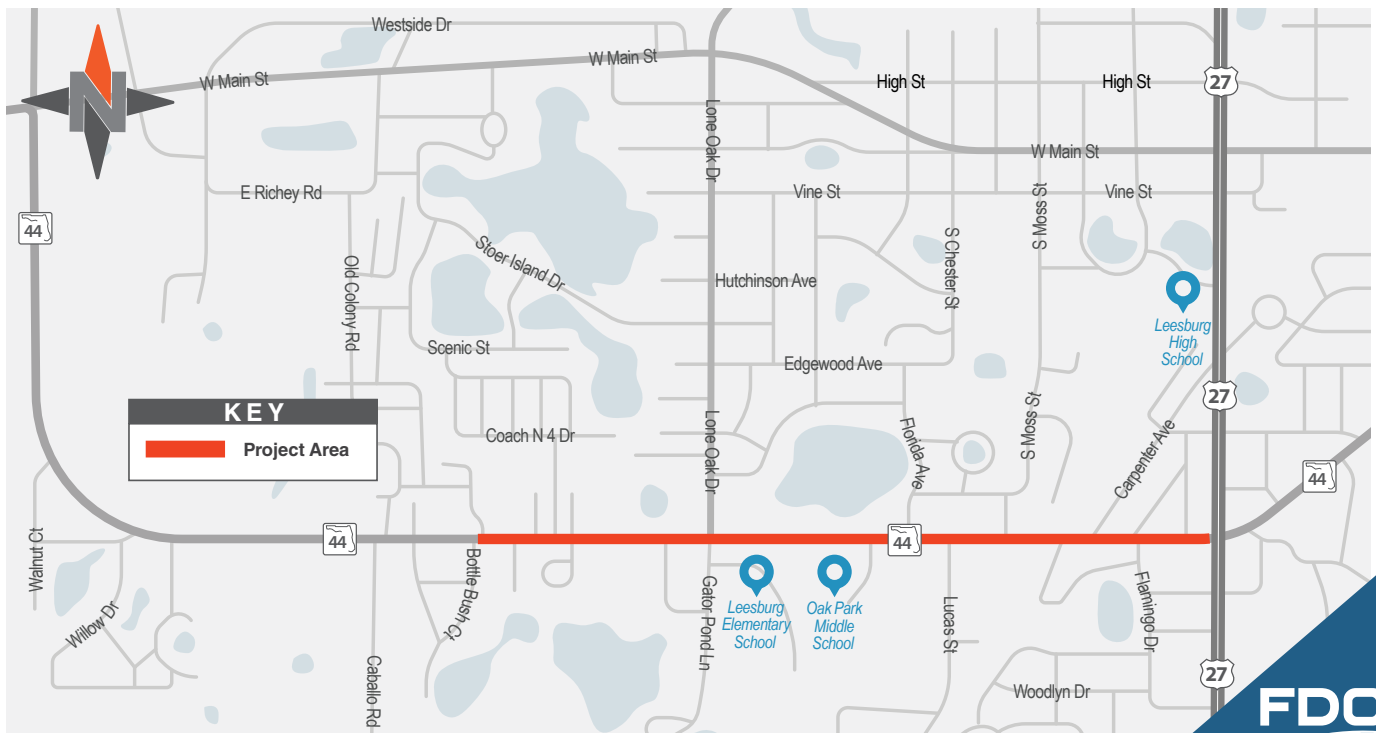 Westside Dr
W Main St
W Main St
High St
High St
27
N
Lone Oak Dr
W Main St
E Richey Rd
Vine St
S Moss St
Vine St
44
Stoer Island Dr
S Chester St
Old Colony Rd
Hutchinson Ave
Leesburg
High
School
Scenic St
Edgewood Ave
27
KEY
Project Area
Coach N 4 Dr
Lone Oak Dr
Florida Ave
S Moss St
Carpenter Ave
44
Walnut Ct
44
44
Bottle Bush Ct
Willow Dr
Caballo Rd
Gator Pond Ln
Leesburg
Elementary
School
Oak Park
Middle
School
Lucas St
Flamingo Dr
Woodlyn Dr
27
FDO